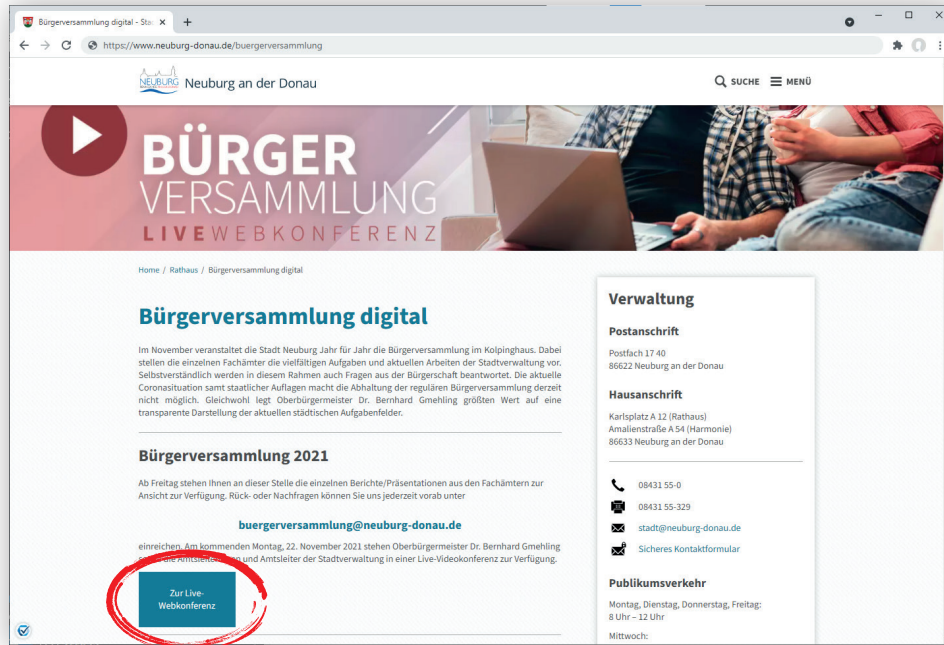 Bürgerversammlung digital - Sta
https://www.neuburg-donau.de/buergerversammlung
NEUBURG
Neuburg an der Donau
SUCHE
MENÜ
BÜRGER
VERSAMMLUNG
LIVEWEBKONFERENZ
Home / Rathaus / Bürgerversammlung digital
Bürgerversammlung digital
Im November veranstaltet die Stadt Neuburg Jahr für Jahr die Bürgerversammlung im Kolpinghaus. Dabei
stellen die einzelnen Fachämter die vielfältigen Aufgaben und aktuellen Arbeiten der Stadtverwaltung vor.
Selbstverständlich werden in diesem Rahmen auch Fragen aus der Bürgerschaft beantwortet. Die aktuelle
Coronasituation samt staatlicher Auflagen macht die Abhaltung der regulären Bürgerversammlung derzeit
nicht möglich. Gleichwohl legt Oberbürgermeister Dr. Bernhard Gmehling größten Wert auf eine
transparente Darstellung der aktuellen städtischen Aufgabenfelder.
Bürgerversammlung 2021
Ab Freitag stehen Ihnen an dieser Stelle die einzelnen Berichte/Präsentationen aus den Fachämtern zur
Ansicht zur Verfügung. Rück- oder Nachfragen können Sie uns jederzeit vorab unter
buergerversammlung@neuburg-donau.de
einreichen. Am kommenden Montag, 22. November 2021 stehen Oberbürgermeister Dr. Bernhard Gmehling
die und Amtsleiter der Stadtverwaltung in einer Live-Videokonferenz zur Verfügung.
Zur Live-
Webkonferenz
Verwaltung
Postanschrift
Postfach 17 40
86622 Neuburg an der Donau
Hausanschrift
Karlsplatz A 12 (Rathaus)
Amalienstraße A 54 (Harmonie)
86633 Neuburg an der Donau
08431 55-0
08431 55-329
stadt@neuburg-donau.de
Sicheres Kontaktformular
Publikumsverkehr
Montag, Dienstag, Donnerstag, Freitag:
8 Uhr – 12 Uhr
Mittwoch: